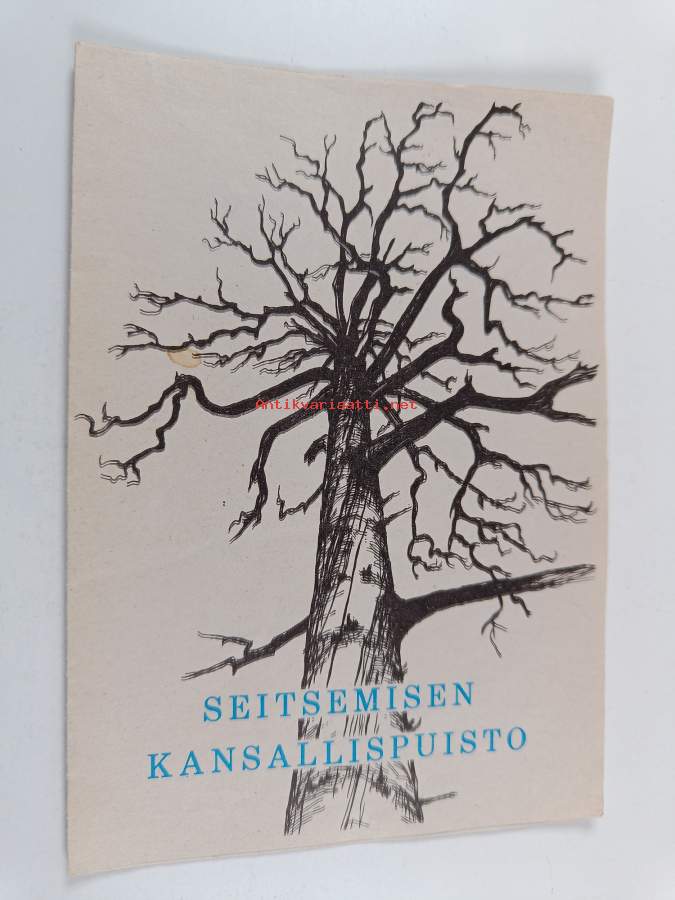 Antikvariaatti.net
SEITSEMISEN
KANSALLISPUISTO